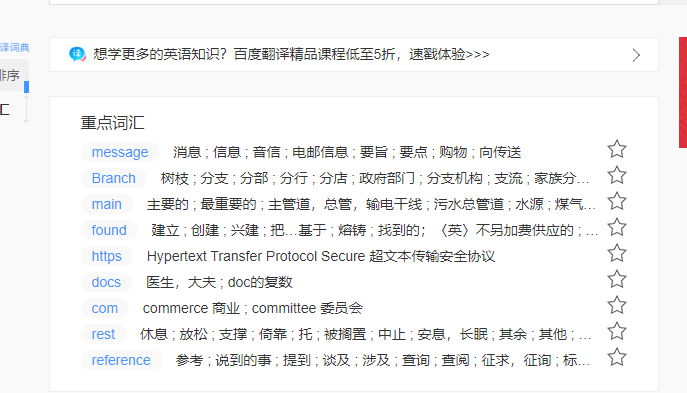 译词典
想学更多的英语知识？百度翻译精品课程低至5折，速戳体验>>>
排序
汇
重点词汇
message 消息 ; 信息 ; 音信 ; 电邮信息 ; 要旨 ; 要点 ; 购物 ; 向传送
Branch 树枝 ; 分支 ; 分部 ; 分行 ; 分店 ; 政府部门 ; 分支机构 ; 支流 ; 家族分…
main 主要的 ; 最重要的 ; 主管道，总管，输电干线 ; 污水总管道 ; 水源 ; 煤气…
found 建立 ; 创建 ; 兴建 ; 把…基于 ; 熔铸 ; 找到的；〈英〉不另加费供应的 ; …
https Hypertext Transfer Protocol Secure 超文本传输安全协议
docs 医生，大夫 ; doc的复数
com commerce 商业 ; committee 委员会
rest 休息 ; 放松 ; 支撑 ; 倚靠 ; 托 ; 被搁置 ; 中止 ; 安息，长眠 ; 其余 ; 其他 ; …
reference 参考 ; 说到的事 ; 提到 ; 谈及 ; 涉及 ; 查询 ; 查阅 ; 征求，征询 ; 标…